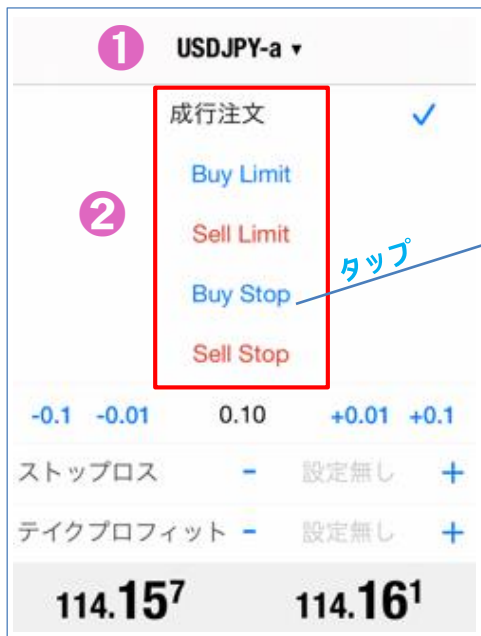 ❶ USDJPY-a ▼
成行注文 ✓
Buy Limit
❷
Sell Limit
タップ
Buy Stop
Sell Stop
-0.1 -0.01 0.10 +0.01 +0.1
ストップロス - 設定無し +
テイクプロフィット - 設定無し +
114.157 114.161